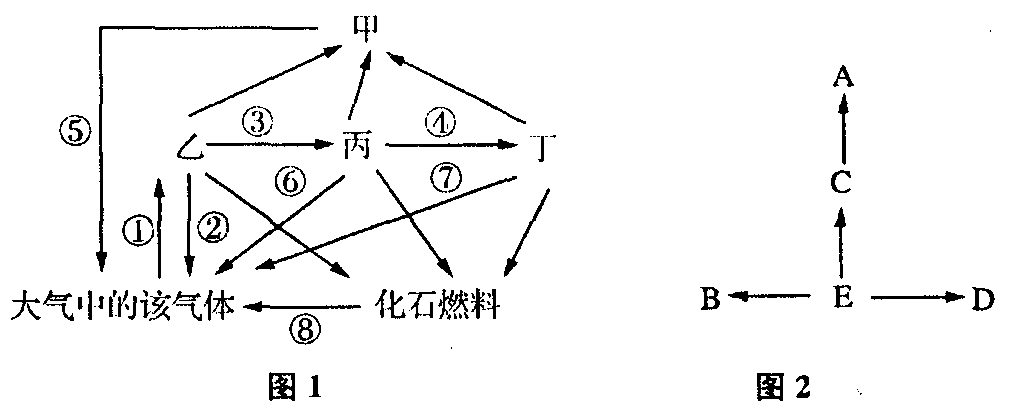 甲
⑤ 乙 ③ 丙 ④ 丁
① ② ⑥ ⑦
大气中的该气体 ⑧ 化石燃料
图1
A
C
B E D
图2